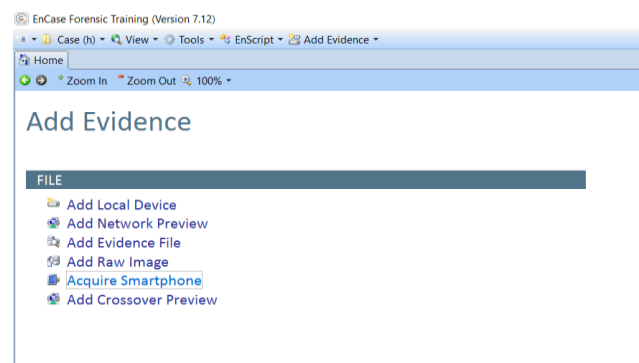 EnCase Forensic Training (Version 7.12)
Case (h) View Tools EnScript Add Evidence
Home
Zoom In Zoom Out 100%
Add Evidence
FILE
Add Local Device
Add Network Preview
Add Evidence File
Add Raw Image
Acquire Smartphone
Add Crossover Preview